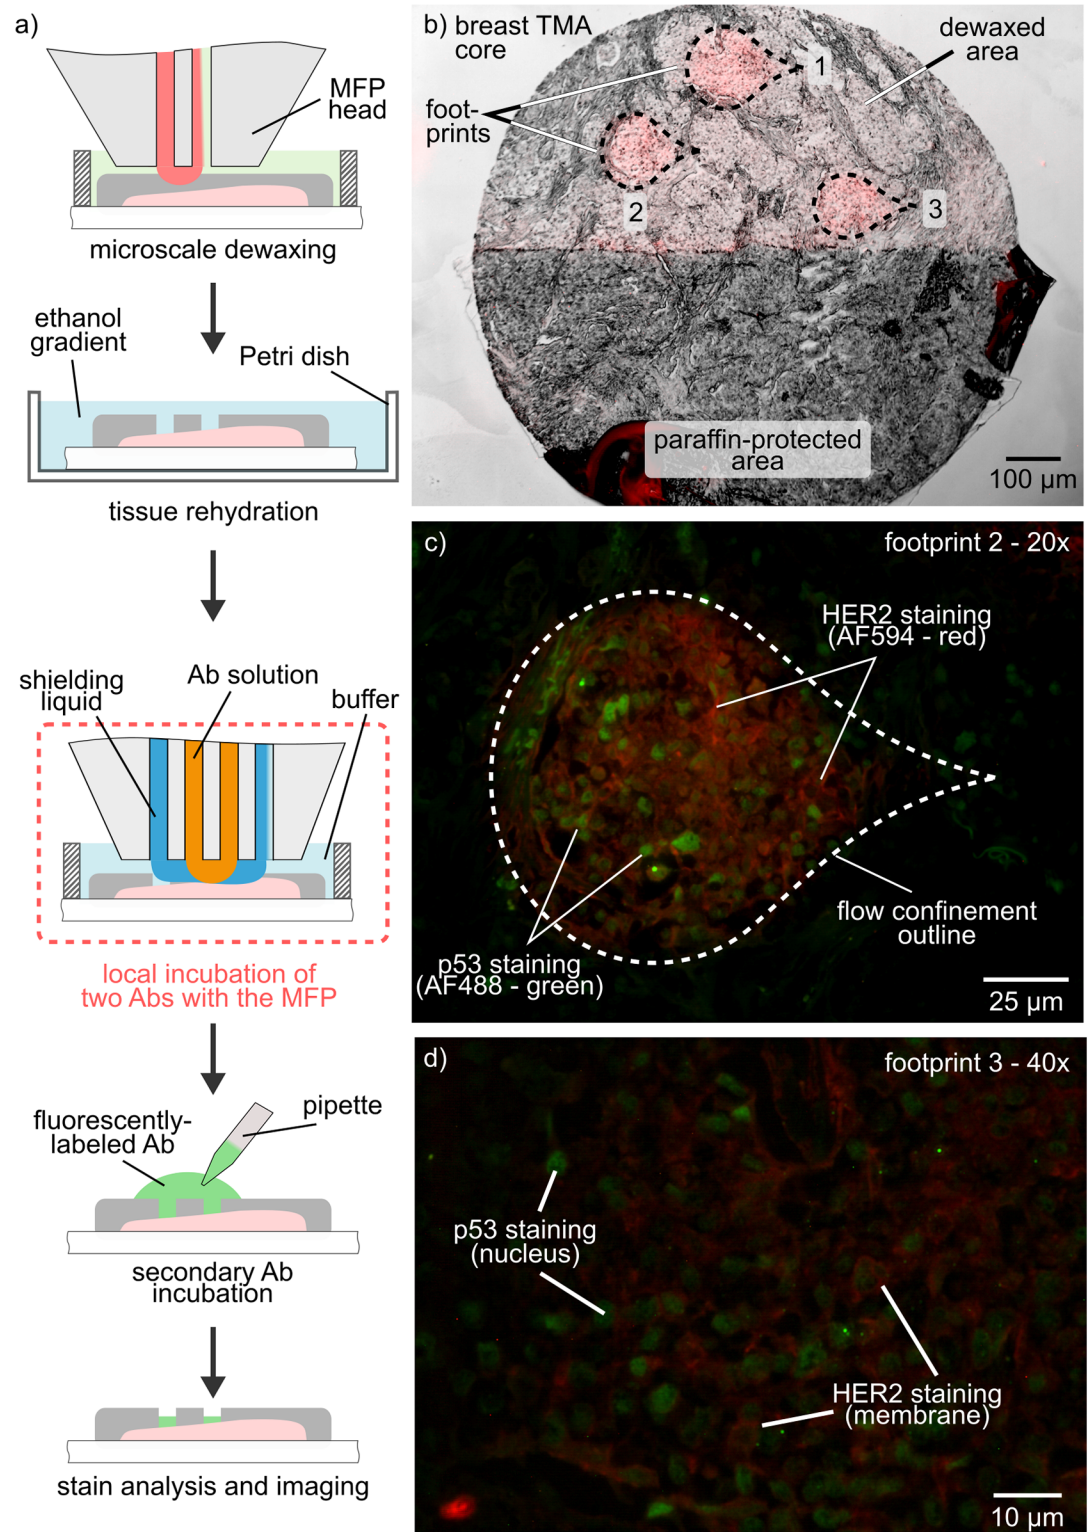 a)
MFP
head
microscale dewaxing
ethanol
gradient
Petri dish
tissue rehydration
shielding
liquid
Ab solution
buffer
local incubation of
two Abs with the MFP
fluorescently-
labeled Ab
pipette
secondary Ab
incubation
stain analysis and imaging
b) breast TMA
core
dewaxed
area
foot-
prints
1
2
3
paraffin-protected
area
100 µm
c)
footprint 2 - 20x
HER2 staining
(AF594 - red)
flow confinement
outline
p53 staining
(AF488 - green)
25 µm
d)
footprint 3 - 40x
p53 staining
(nucleus)
HER2 staining
(membrane)
10 µm